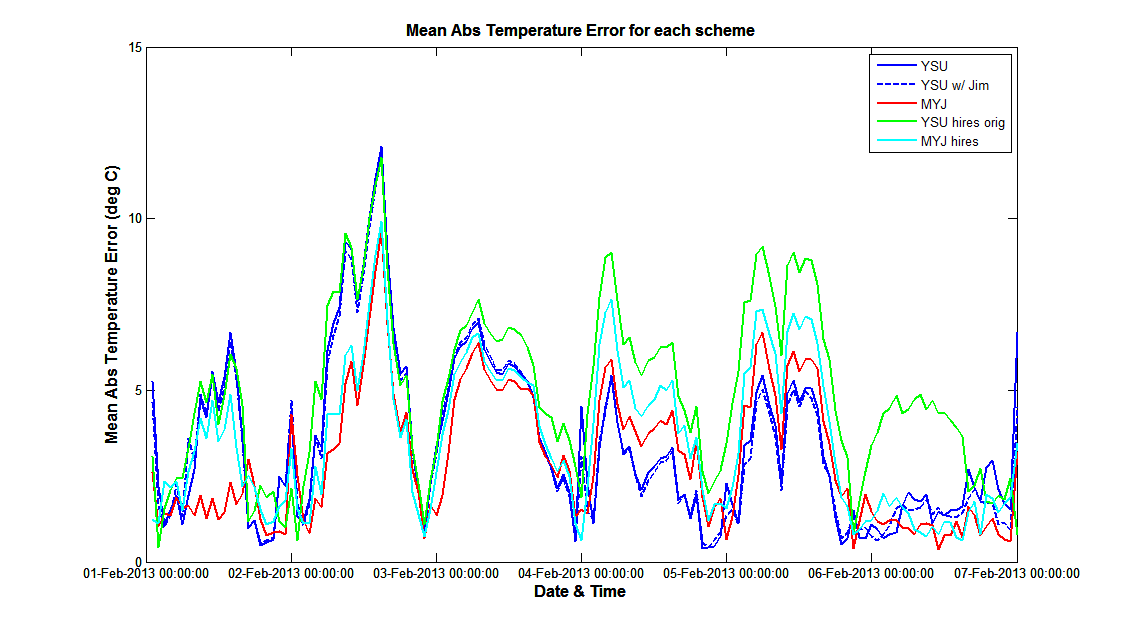 Mean Abs Temperature Error for each scheme
Mean Abs Temperature Error (deg C)
15
10
5
0
YSU
YSU w/ Jim
MYJ
YSU hires orig
MYJ hires
01-Feb-2013 00:00:00 02-Feb-2013 00:00:00 03-Feb-2013 00:00:00 04-Feb-2013 00:00:00 05-Feb-2013 00:00:00 06-Feb-2013 00:00:00 07-Feb-2013 00:00:00
Date & Time